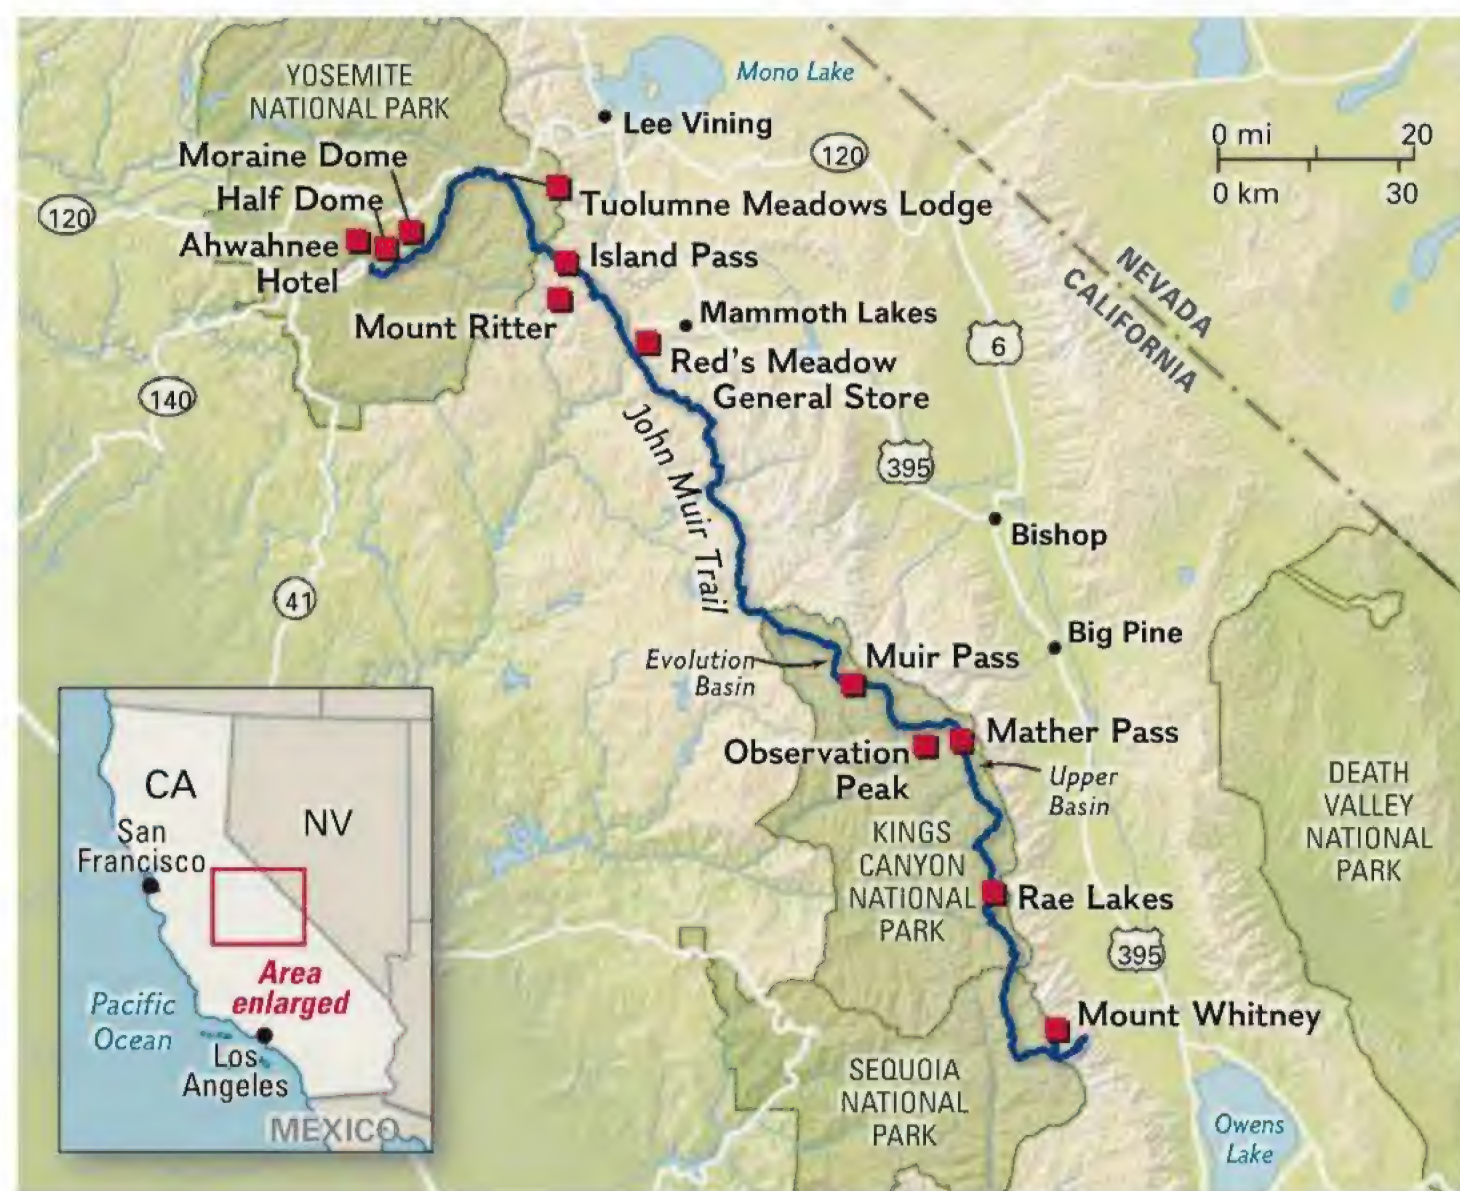 YOSEMITE
NATIONAL PARK
Mono Lake
Lee Vining
120
0 mi 20
0 km 30
Moraine Dome
Half Dome
120
Tuolumne Meadows Lodge
Ahwahnee
Hotel
Island Pass
NEVADA
CALIFORNIA
Mount Ritter
Mammoth Lakes
6
Red's Meadow
General Store
140
John Muir Trail
395
Bishop
41
Big Pine
Evolution
Basin
Muir Pass
Mather Pass
Observation
Peak
Upper
Basin
DEATH
VALLEY
NATIONAL
PARK
KINGS
CANYON
NATIONAL
PARK
Rae Lakes
395
Mount Whitney
SEQUOIA
NATIONAL
PARK
Owens
Lake
CA
NV
San
Francisco
Area
enlarged
Pacific
Ocean
Los
Angeles
MEXICO